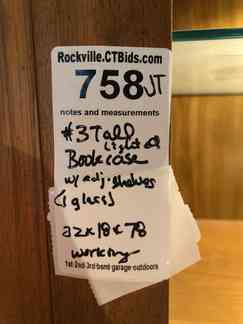 Rockville.CTBids.com
758JT
notes and measurements
#3 Tall
Lighted
Bookcase
w/ adj. shelves
(1 glass)
32x18x78
working
1st 2nd 3rd bsmt garage outdoors